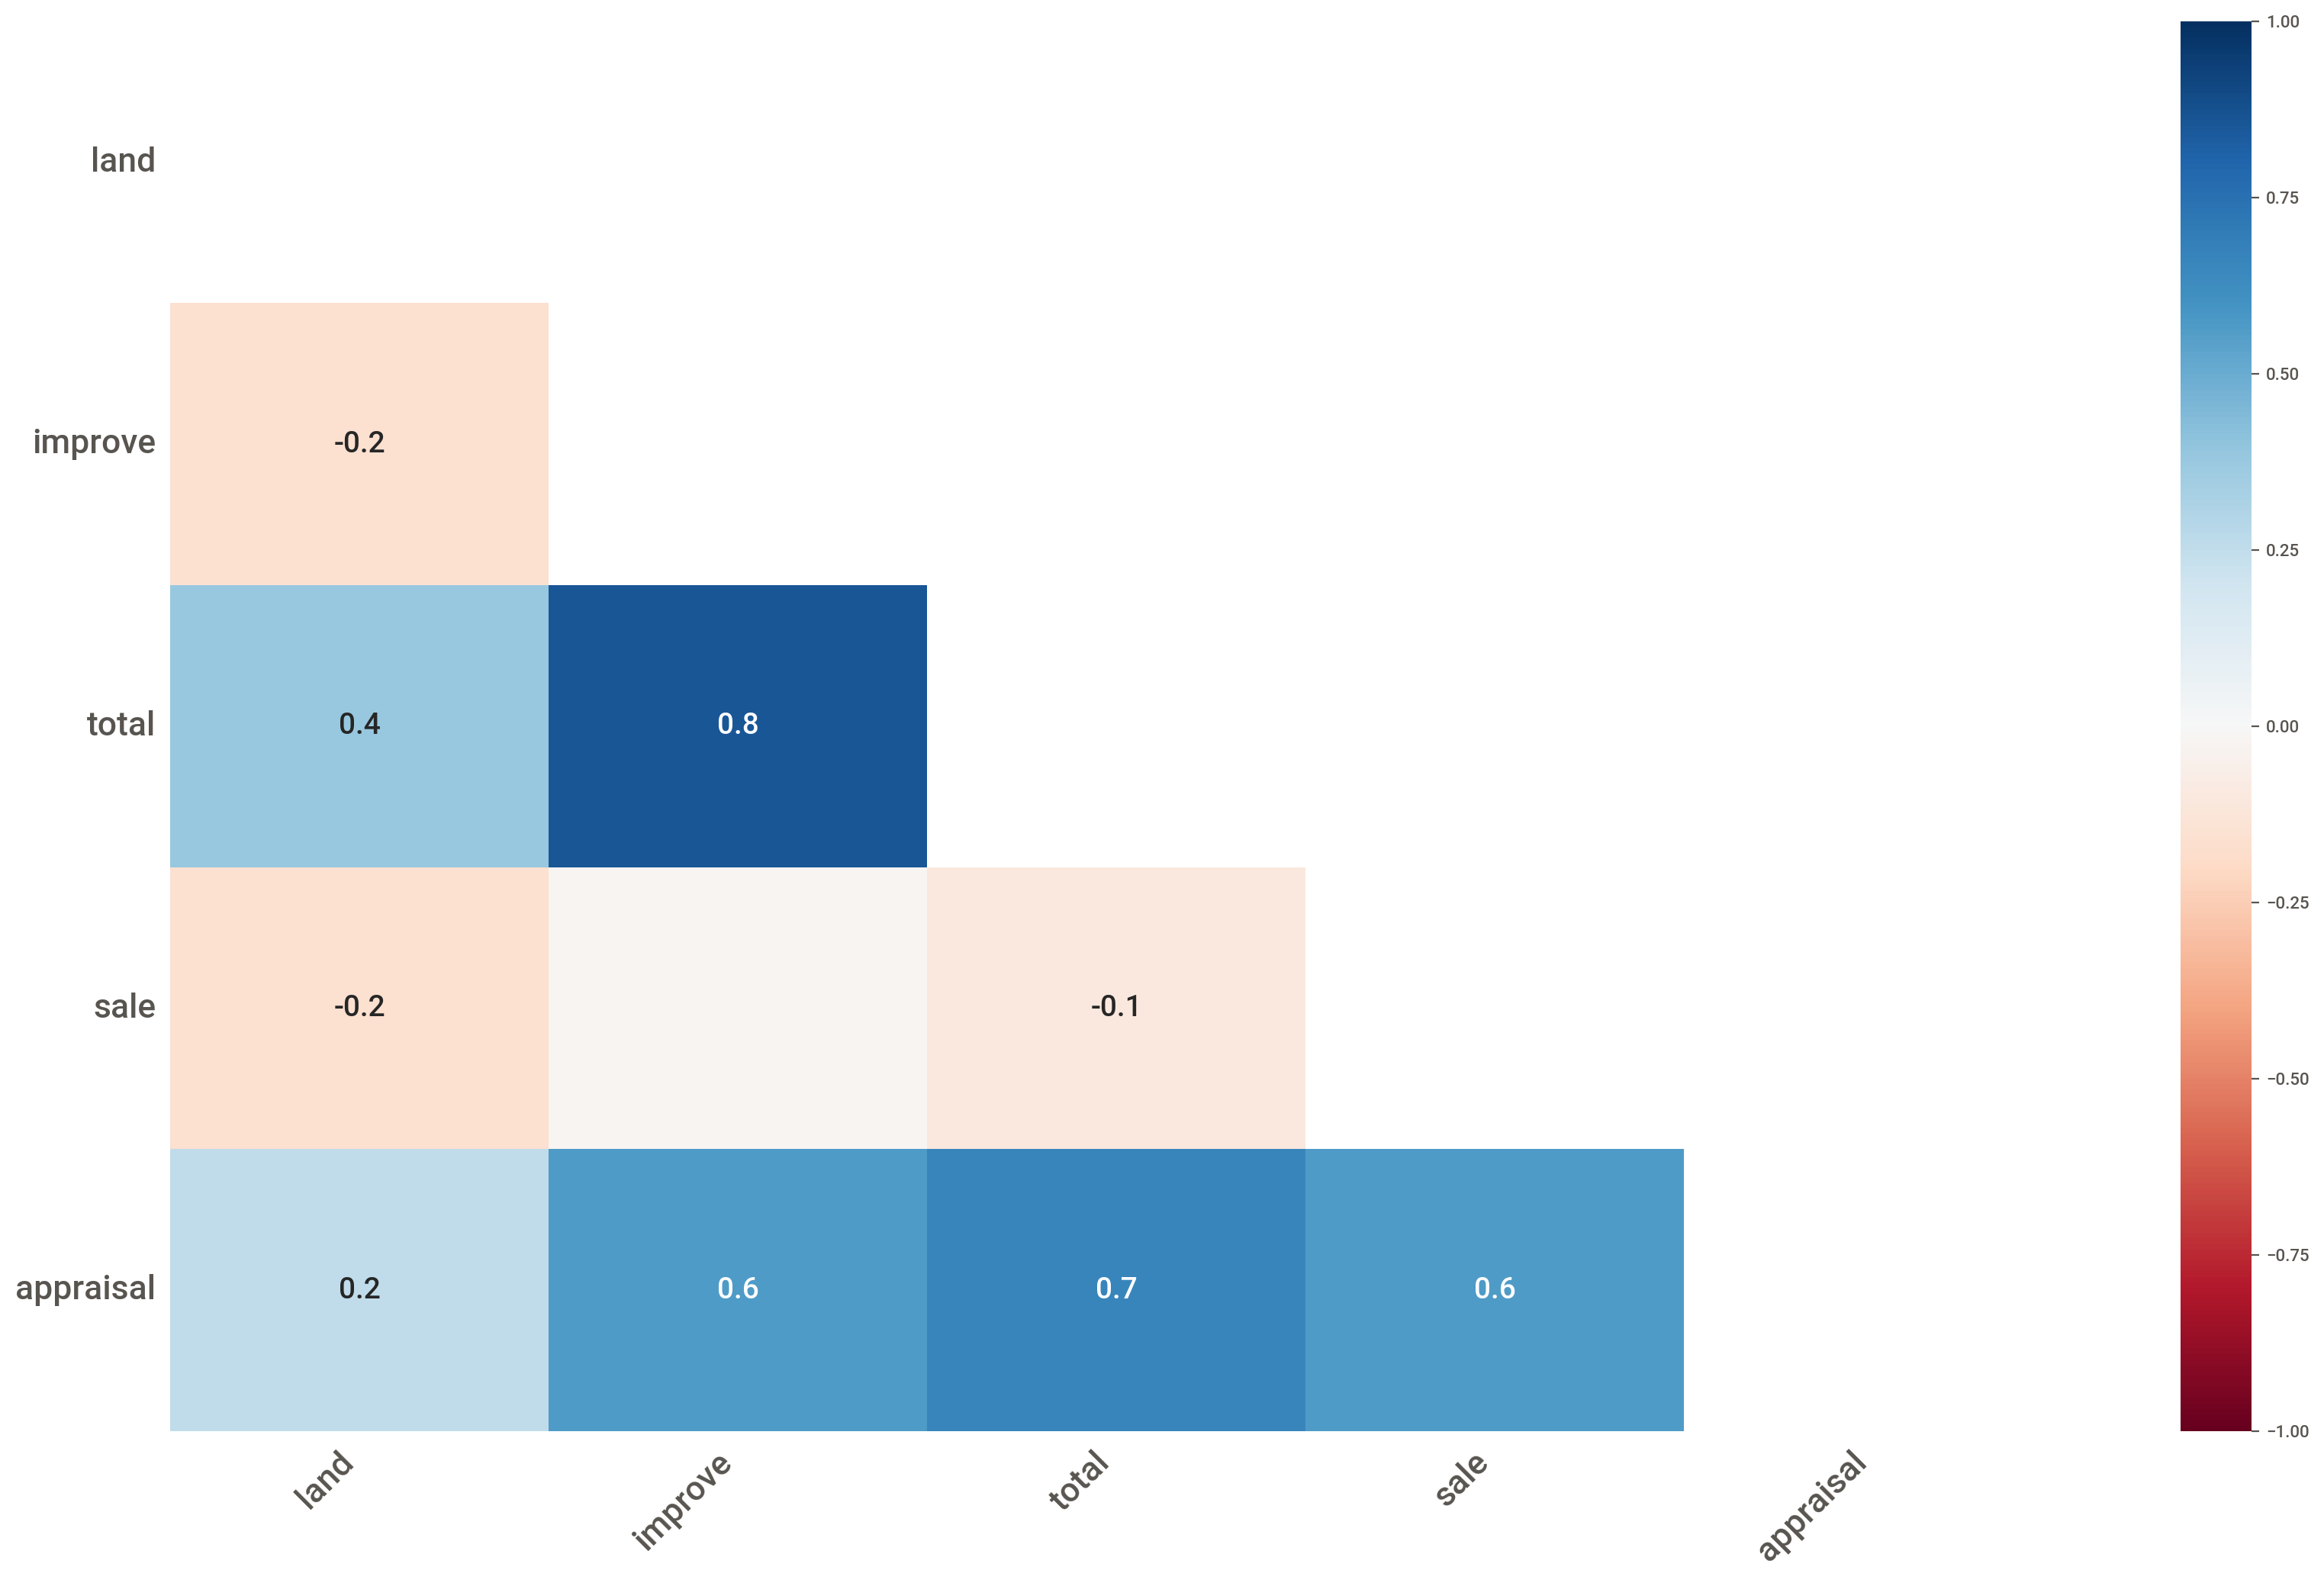 land
improve -0.2
total 0.4 0.8
sale -0.2 -0.1
appraisal 0.2 0.6 0.7 0.6
land improve total sale appraisal
1.00
0.75
0.50
0.25
0.00
−0.25
−0.50
−0.75
−1.00